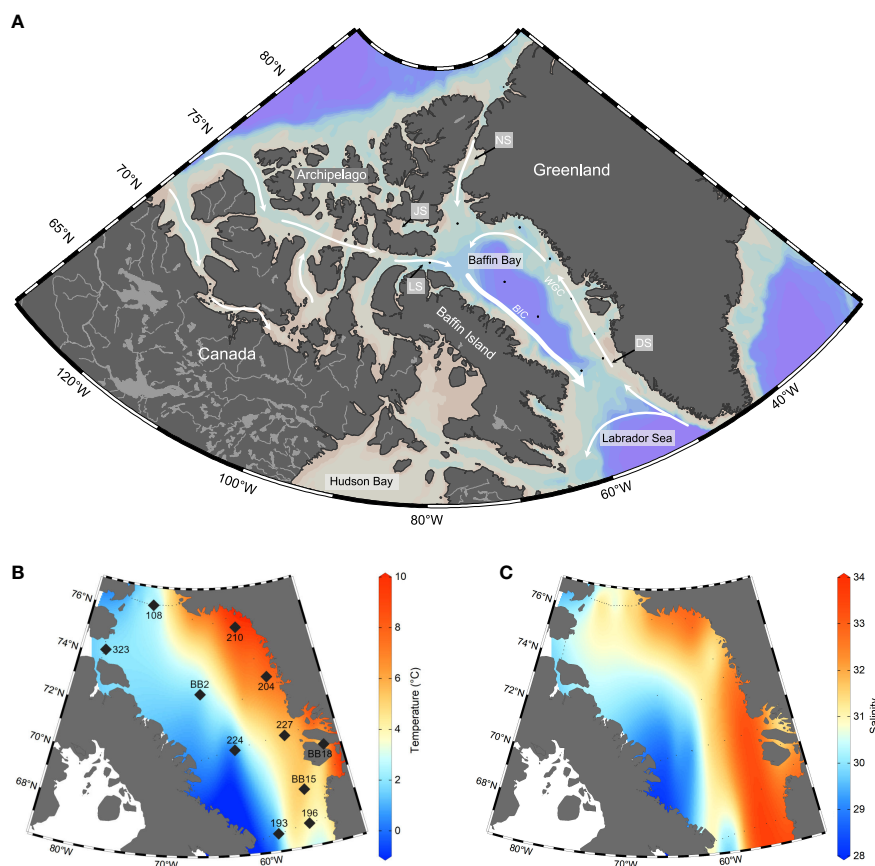 A
80°N
75°N
70°N
65°N
NS
Greenland
Archipelago
JS
Baffin Bay
LS
WGC
BIC
Baffin Island
DS
Canada
Labrador Sea
Hudson Bay
120°W
100°W
80°W
60°W
40°W
B
76°N
74°N
72°N
70°N
68°N
80°W
70°W
60°W
108
210
323
204
BB2
227
224
BB18
BB15
193
196
10
8
6
4
2
0
Temperature (°C)
C
76°N
74°N
72°N
70°N
68°N
80°W
70°W
60°W
34
33
32
31
30
29
28
Salinity